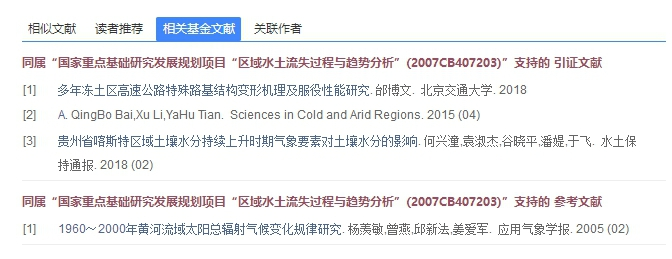 相似文献 读者推荐 相关基金文献 关联作者
同属“国家重点基础研究发展规划项目“区域水土流失过程与趋势分析”(2007CB407203)”支持的 引证文献
[1] 多年冻土区高速公路特殊路基结构变形机理及服役性能研究. 邰博文. 北京交通大学. 2018
[2] A. QingBo Bai,Xu Li,YaHu Tian. Sciences in Cold and Arid Regions. 2015 (04)
[3] 贵州省喀斯特区域土壤水分持续上升时期气象要素对土壤水分的影响. 何兴潼,袁淑杰,谷晓平,潘媞,于飞. 水土保
持通报. 2018 (02)
同属“国家重点基础研究发展规划项目“区域水土流失过程与趋势分析”(2007CB407203)”支持的 参考文献
[1] 1960～2000年黄河流域太阳总辐射气候变化规律研究. 杨羡敏,曾燕,邱新法,姜爱军. 应用气象学报. 2005 (02)